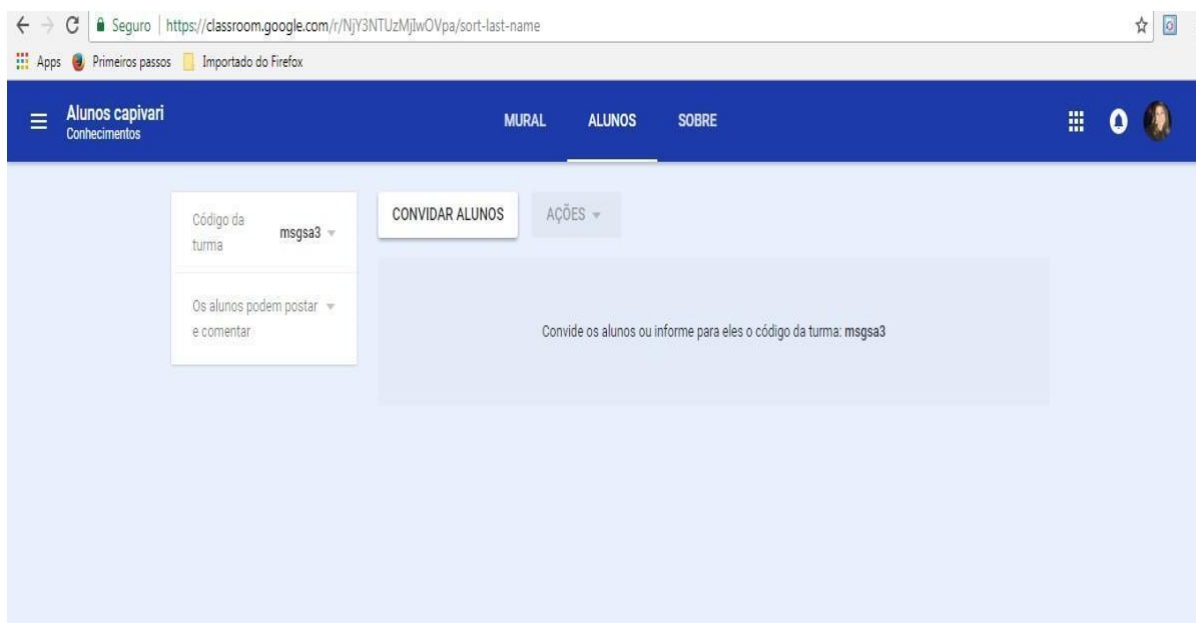 Seguro | https://classroom.google.com/r/NjY3NTUzMjIwOVpa/sort-last-name
Apps Primeiros passos Importado do Firefox
Alunos capivari
Conhecimentos
MURAL ALUNOS SOBRE
Código da
turma
msgsa3
CONVIDAR ALUNOS AÇÕES
Os alunos podem postar
e comentar
Convide os alunos ou informe para eles o código da turma: msgsa3